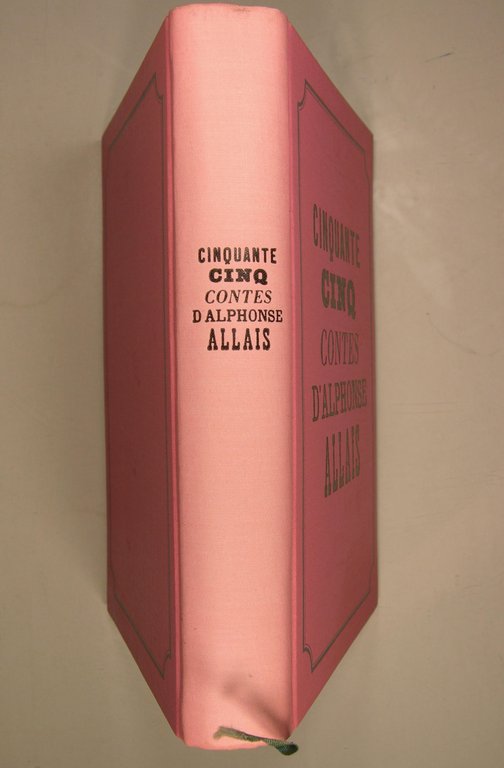 CINQUANTE
CINQ
CONTES
D'ALPHONSE
ALLAIS
CINQUANTE
CINQ
CONTES
D'ALPHONSE
ALLAIS